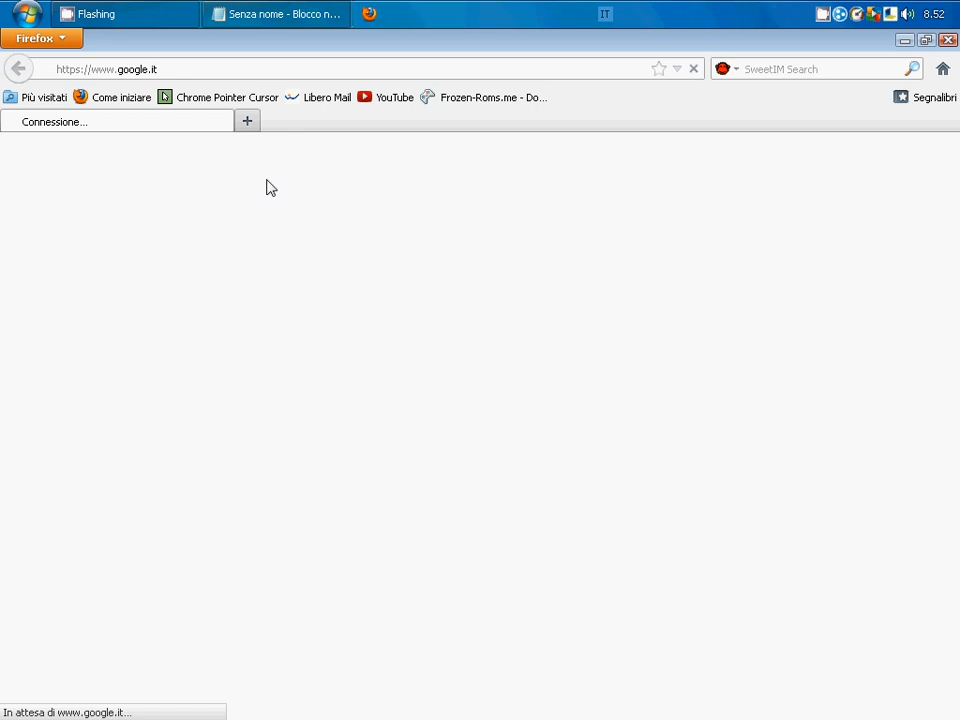 Flashing
Senza nome - Blocco n...
IT
8.52
Firefox
https://www.google.it
SweetIM Search
Più visitati
Come iniziare
Chrome Pointer Cursor
Libero Mail
YouTube
Frozen-Roms.me - Do...
Segnalibri
Connessione...
In attesa di www.google.it...